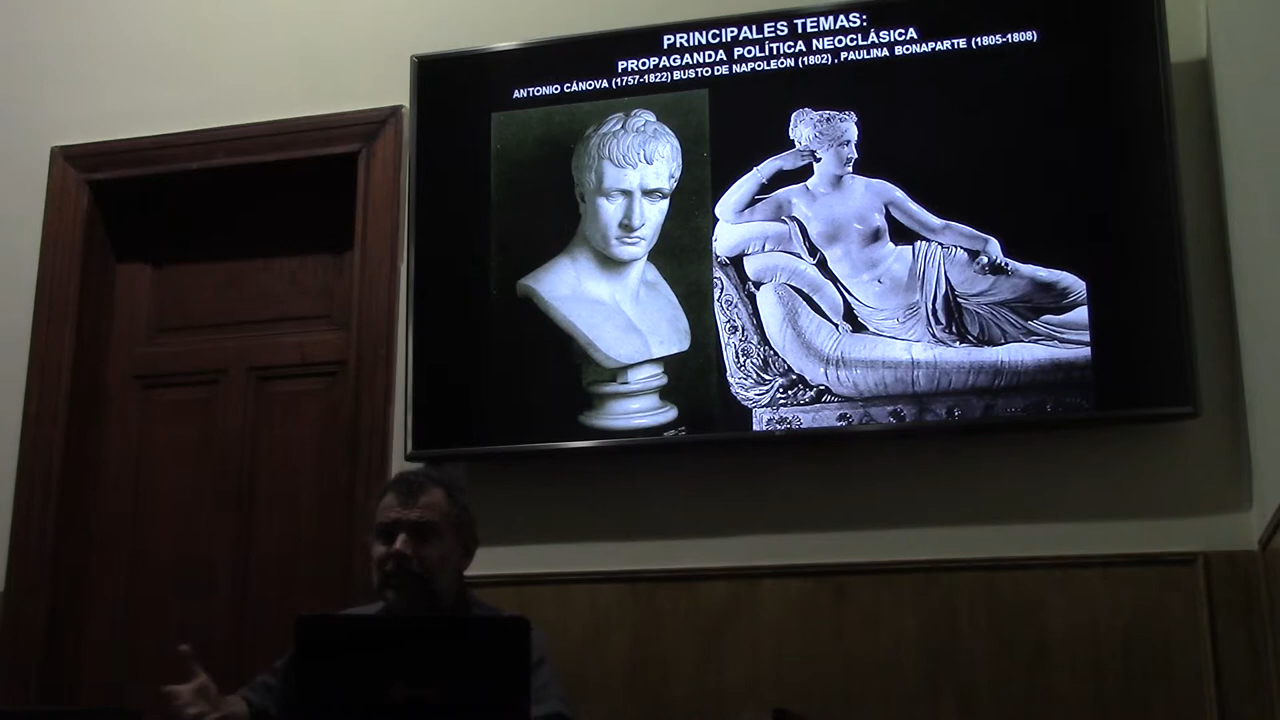 PRINCIPALES TEMAS:
PROPAGANDA POLÍTICA NEOCLÁSICA
ANTONIO CÁNOVA (1757-1822) BUSTO DE NAPOLEÓN (1802) , PAULINA BONAPARTE (1805-1808)